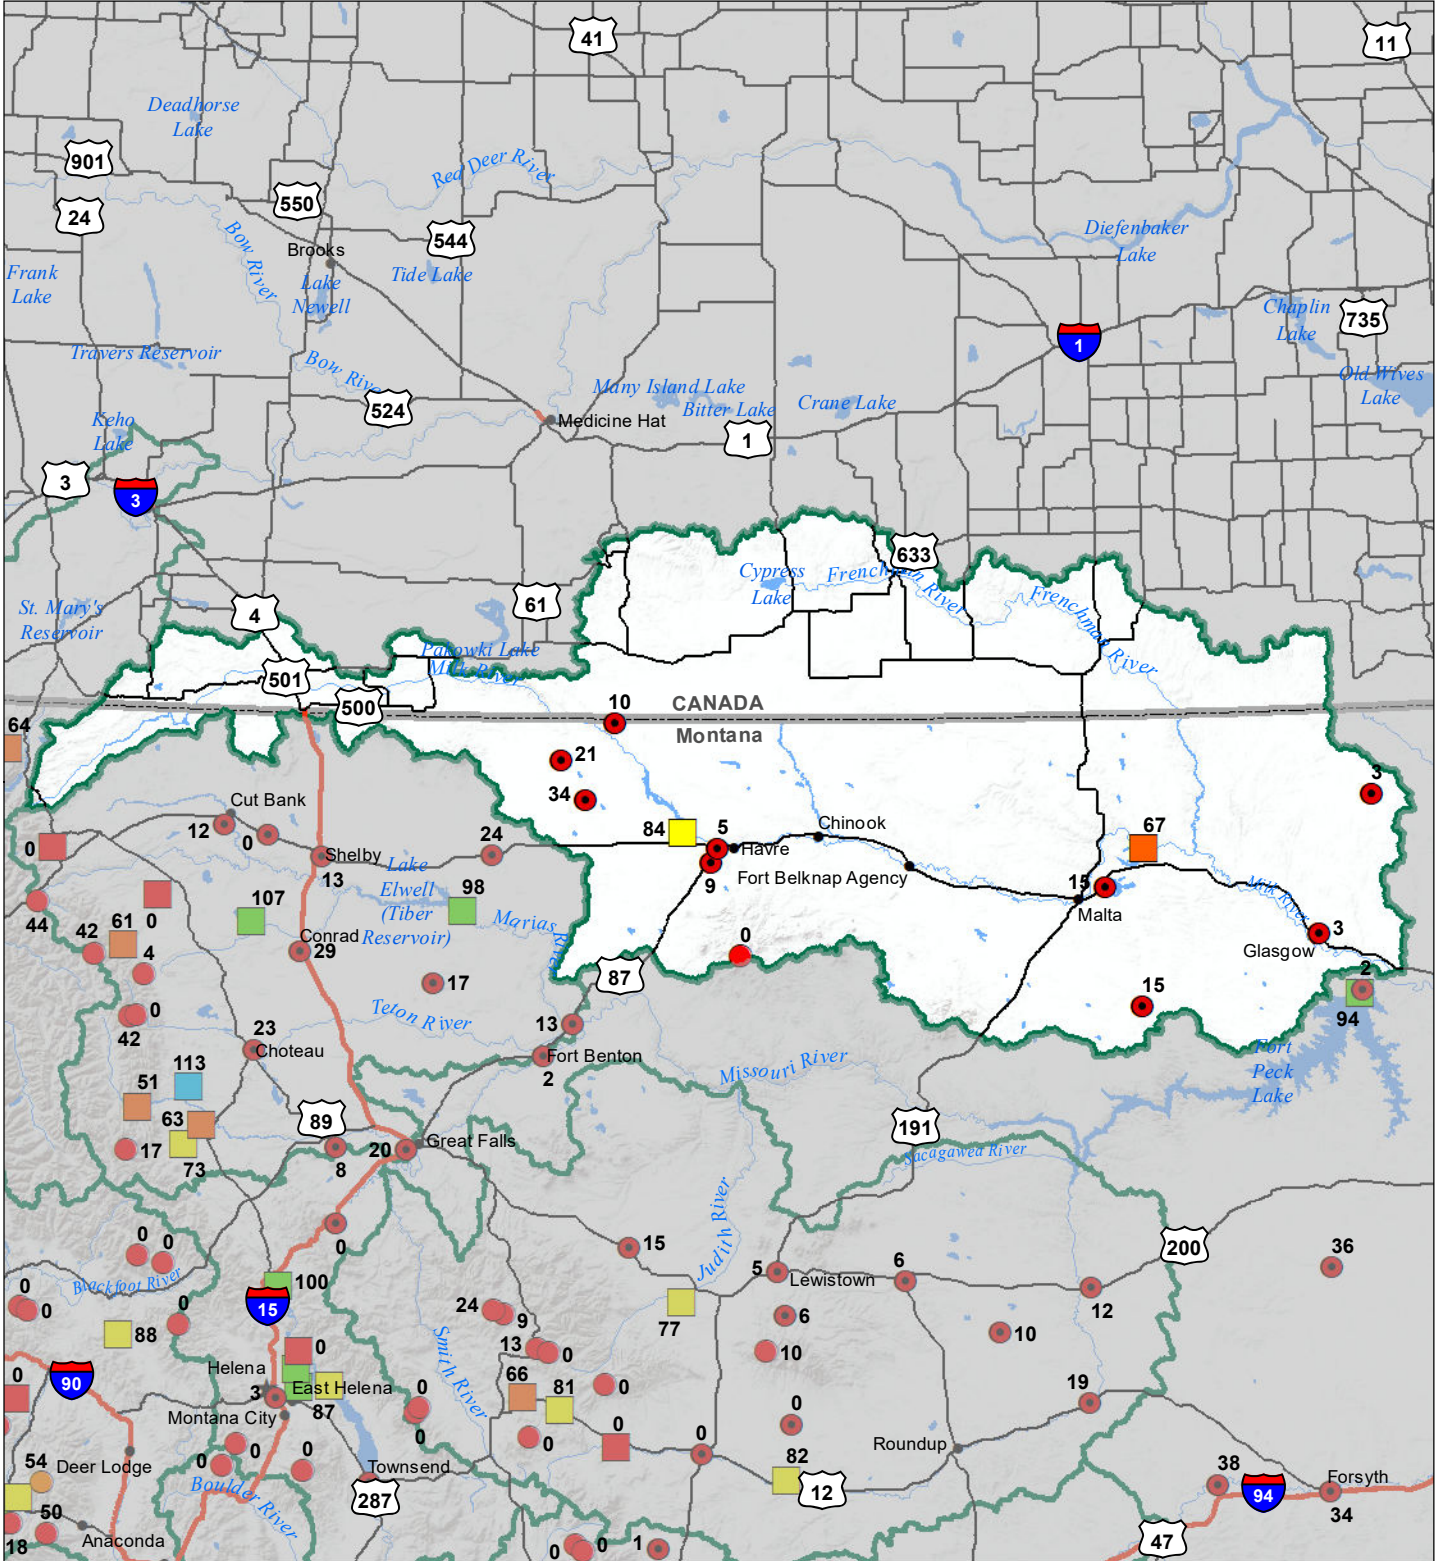 41
11
Deadhorse
Lake
901
Red Deer River
550
24
544
Bow River
Brooks
Diefenbaker
Lake
Frank
Lake
Tide Lake
Lake
Newell
Chaplin
Lake
735
1
Travers Reservoir
Bow River
Many Island Lake
Old Wives
Lake
524
Bitter Lake
Crane Lake
Keho
Lake
Medicine Hat
1
3
3
633
Cypress
Lake
Frenchman River
Frenchman River
61
4
St. Mary's
Reservoir
Pakowki Lake
Milk River
501
500
10
CANADA
Montana
64
21
3
34
Cut Bank
12
0
84
5
Havre
Chinook
67
24
0
Shelby
13
Lake
Elwell
(Tiber
Reservoir)
9
Fort Belknap Agency
15
Malta
Milk River
107
98
0
44
61
42
Marias River
Conrad
29
0
3
Glasgow
4
17
87
2
94
15
0
42
Teton River
13
23
Choteau
Fort Benton
2
Missouri River
Fort
Peck
Lake
113
51
63
89
191
17
73
8
20
Great Falls
Sacagawea River
Judith River
0
0
0
15
200
36
Blackfoot River
5
Lewistown
6
12
0
0
100
15
0
24
9
77
6
10
88
13
0
10
Smith River
0
Helena
90
0
3
East Helena
87
66
81
0
0
19
Montana City
0
0
0
0
0
0
Roundup
0
0
0
Deer Lodge
54
Townsend
82
12
38
Forsyth
Boulder River
287
94
34
50
Anaconda
18
0
0
1
47